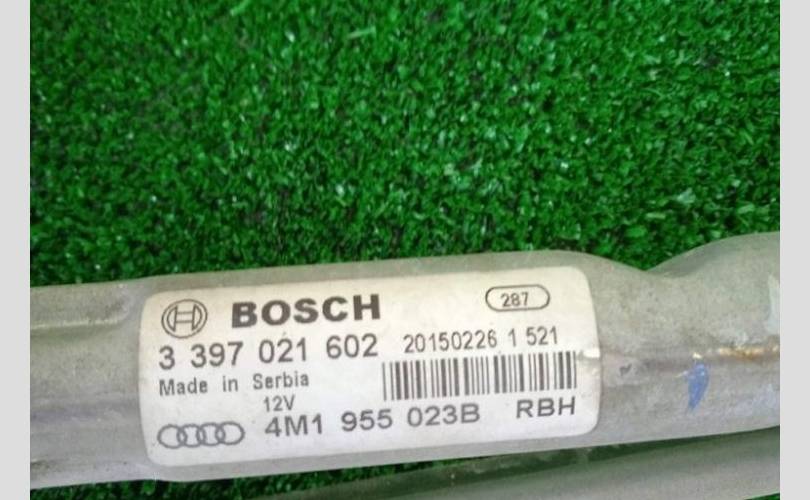 BOSCH 287
3 397 021 602 20150226 1 521
Made in Serbia
12V
4M1 955 023B RBH